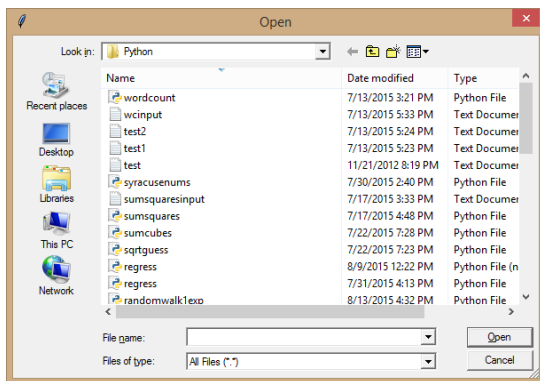 Open
Look in: Python
Name Date modified Type
wordcount 7/13/2015 3:21 PM Python File
wcinput 7/13/2015 5:33 PM Text Documer
test2 7/13/2015 5:24 PM Text Documer
test1 7/13/2015 5:23 PM Text Documer
test 11/21/2012 8:19 PM Text Documer
syracusenums 7/30/2015 2:40 PM Python File
sumsquaresinput 7/17/2015 3:33 PM Text Documer
sumsquares 7/17/2015 4:48 PM Python File
sumcubes 7/22/2015 7:28 PM Python File
sqrtguess 7/22/2015 7:23 PM Python File
regress 8/9/2015 12:22 PM Python File (n
regress 7/31/2015 4:13 PM Python File
randomwalk1exp 8/13/2015 4:32 PM Python File
Recent places
Desktop
Libraries
This PC
Network
File name: Open
Files of type: All Files (*.*) Cancel